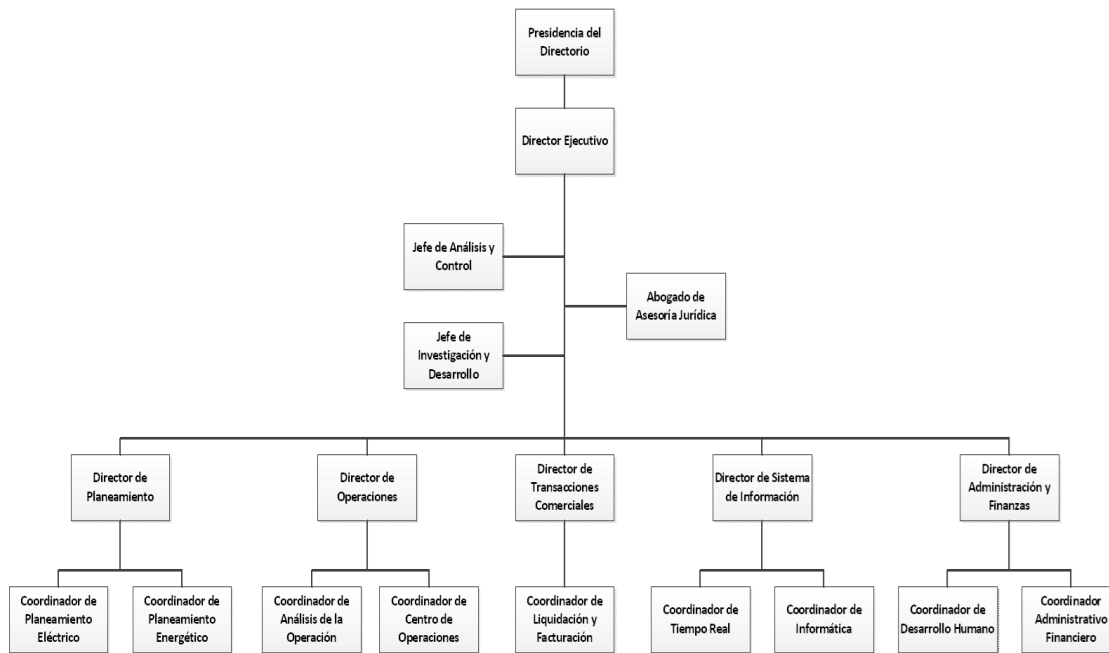 Presidencia del
Directorio
Director Ejecutivo
Jefe de Análisis y
Control
Abogado de
Asesoría Jurídica
Jefe de
Investigación y
Desarrollo
Director de
Planeamiento
Director de
Operaciones
Director de
Transacciones
Comerciales
Director de Sistema
de Información
Director de
Administración y
Finanzas
Coordinador de
Planeamiento
Eléctrico
Coordinador de
Planeamiento
Energético
Coordinador de
Análisis de la
Operación
Coordinador de
Centro de
Operaciones
Coordinador de
Liquidación y
Facturación
Coordinador de
Tiempo Real
Coordinador de
Informática
Coordinador de
Desarrollo Humano
Coordinador
Administrativo
Financiero